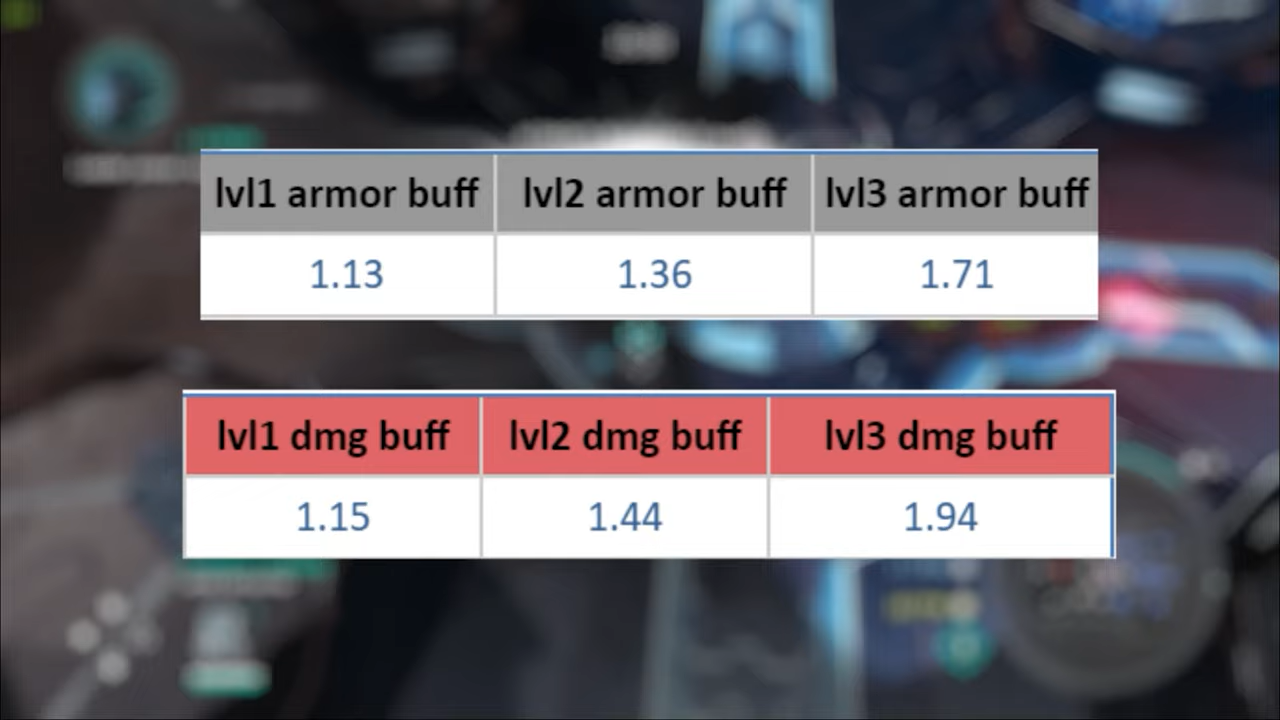 lvl1 armor buff lvl2 armor buff lvl3 armor buff
1.13 1.36 1.71
lvl1 dmg buff lvl2 dmg buff lvl3 dmg buff
1.15 1.44 1.94